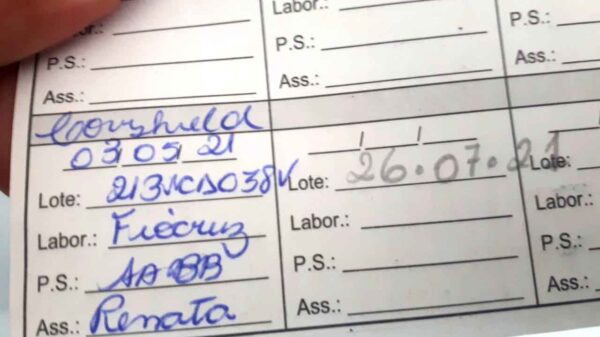 Labor.:
P.S.:
Ass.:
Labor.:
P.S.:
Ass.:
Covishield
03 05 21
Lote: 213VCD038V
Labor.: Fiocruz
P.S.: AABB
Ass.: Renata
Lote: 26.07.21
Labor.:
P.S.:
Ass.:
Lote:
Labor.:
P.S.:
Ass.: